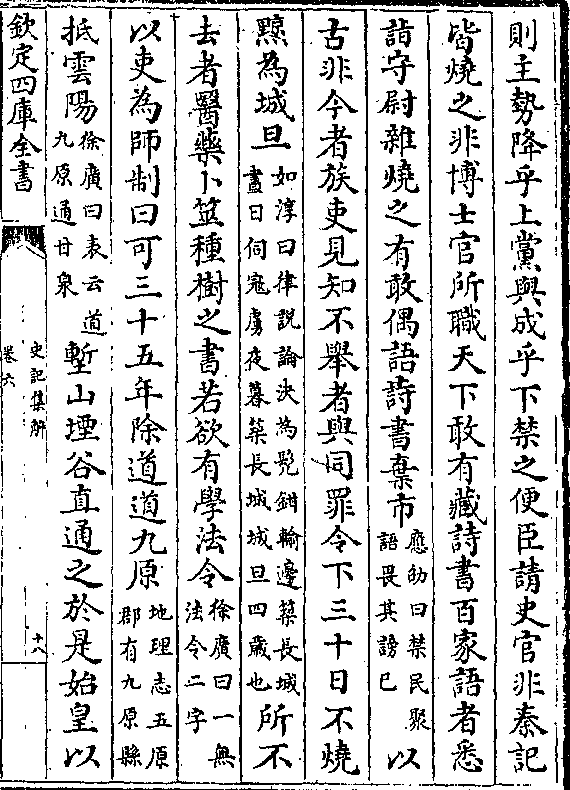 則主勢降乎上黨與成乎下禁之便臣請史官非秦記
皆燒之非博士官所職天下敢有藏詩書百家語者悉
詣守尉雜燒之有敢偶語詩書棄市應劭曰禁民聚語畏其謗已以
古非今者族吏見知不舉者與同罪令下三十日不燒
黥為城旦如淳曰律說論決為髡鉗輸邊築長城晝日伺寇虜夜暮築長城城旦四歲也所不
去者醫藥卜筮種樹之書若欲有學法令徐廣曰一無法令二字
以吏為師制曰可三十五年除道道九原地理志五原郡有九原縣
抵雲陽徐廣曰表云道九原通甘泉塹山堙谷直通之於是始皇以
欽定四庫全書
史記集解
卷六
十八